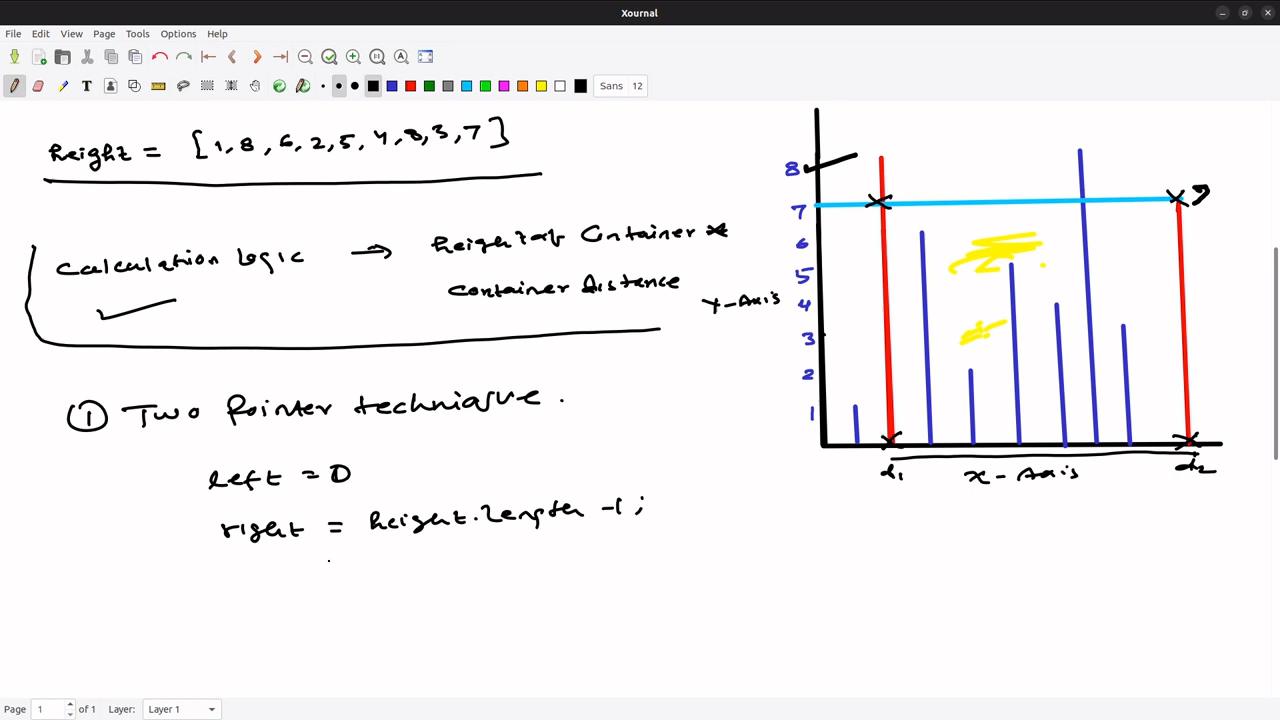 Xournal
File Edit View Page Tools Options Help
Sans 12
height = [1, 8, 6, 2, 5, 4, 8, 3, 7]
Calculation Logic → Height of Container *
Container distance
① Two Pointer technique.
left = 0
right = height.length -1;
8
7
6
5
Y-Axis 4
3
2
1
d1 x-Axis d2
Page 1 of 1 Layer: Layer 1